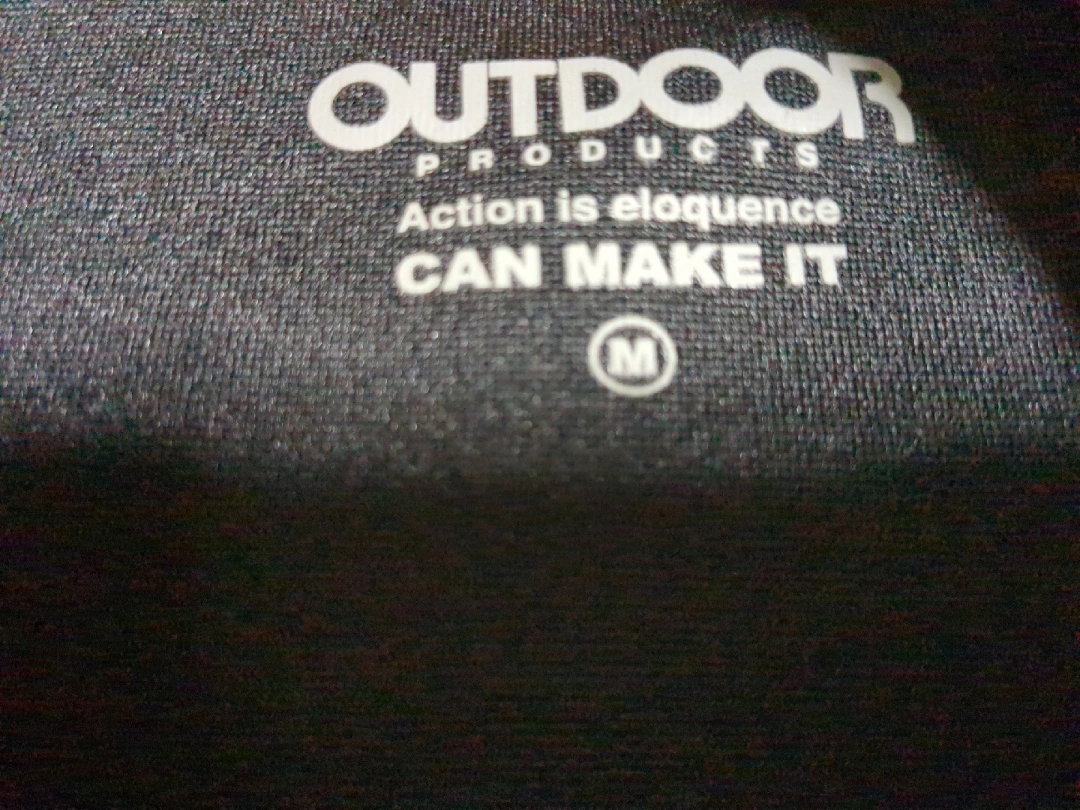 OUTDOOR
PRODUCTS
Action is eloquence
CAN MAKE IT
M